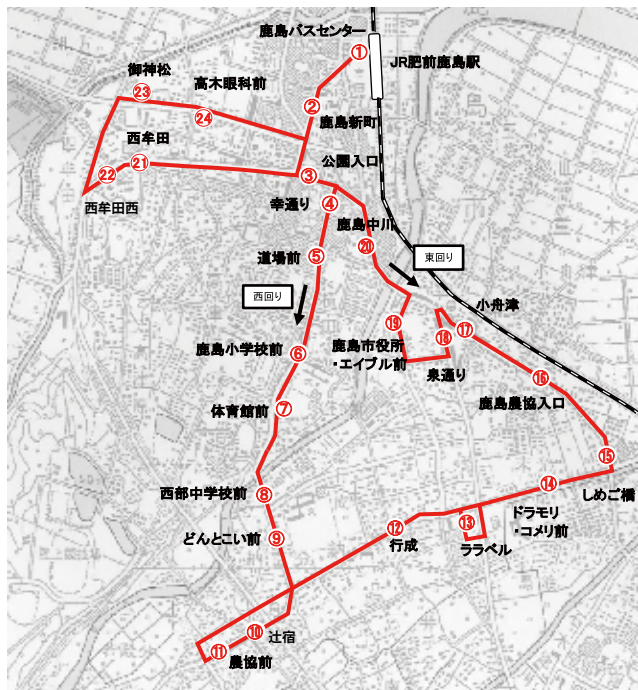 鹿島バスセンター
①
JR肥前鹿島駅
御神松
㉓
高木眼科前
㉔
②
鹿島新町
西牟田
㉑
公園入口
③
㉒
西牟田西
幸通り
④
鹿島中川
⑳
道場前
⑤
東回り
西回り
小舟津
⑲
⑱
⑰
鹿島小学校前
⑥
鹿島市役所
・エイブル前
泉通り
⑯
体育館前
⑦
鹿島農協入口
⑮
西部中学校前
⑧
⑭
しめご橋
どんとこい前
⑨
⑫
行成
⑬
ララベル
ドラモリ
・コメリ前
⑩
辻宿
⑪
農協前